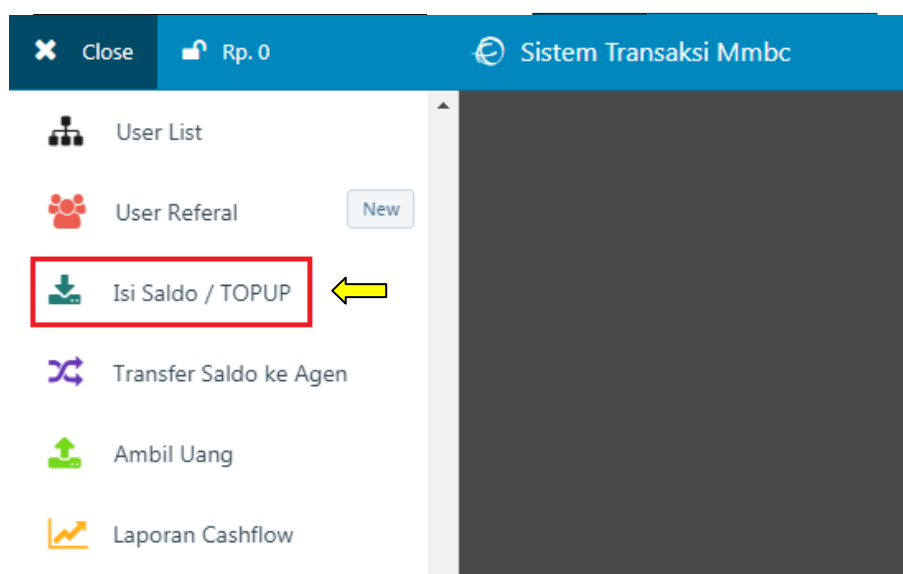 Close
Rp. 0
Sistem Transaksi Mmbc
User List
User Referal
New
Isi Saldo / TOPUP
Transfer Saldo ke Agen
Ambil Uang
Laporan Cashflow